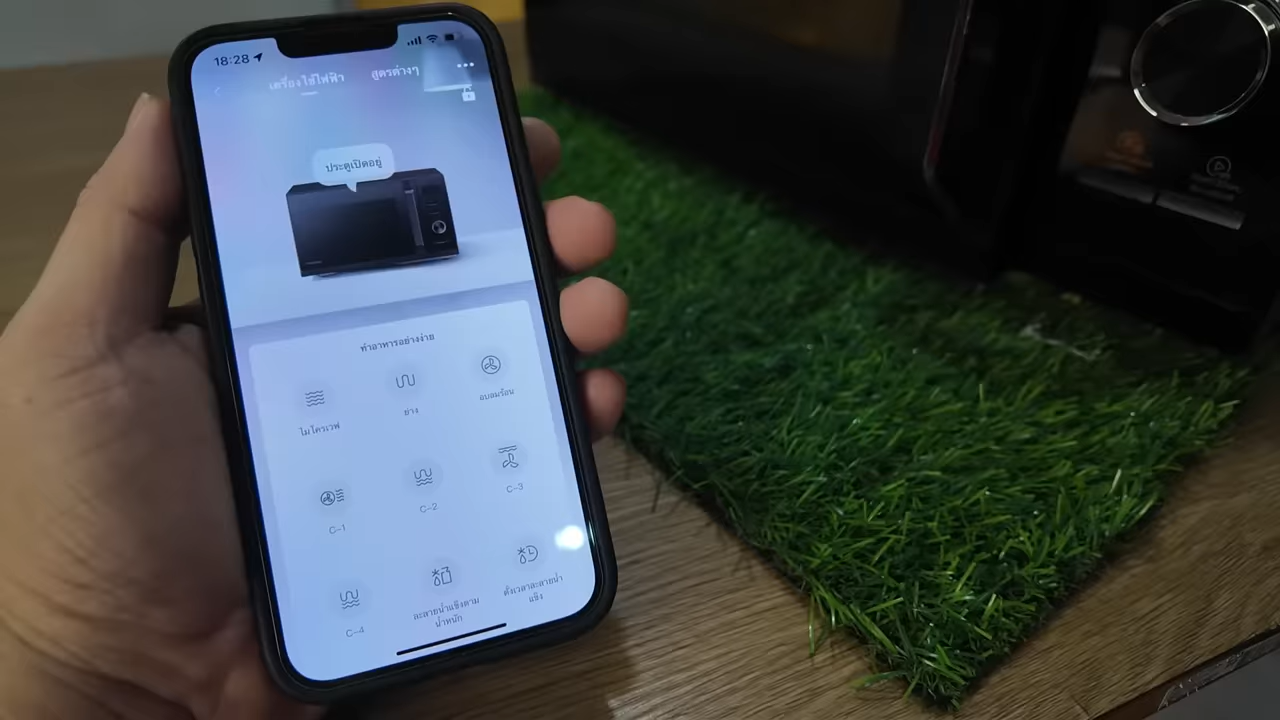 18:28
เครื่องใช้ไฟฟ้า สูตรต่างๆ
ประตูเปิดอยู่
ทำอาหารอย่างง่าย
ไมโครเวฟ
ย่าง
อบลมร้อน
C-1
C-2
C-3
C-4
ละลายน้ำแข็งตาม
น้ำหนัก
ตั้งเวลาละลายน้ำ
แข็ง